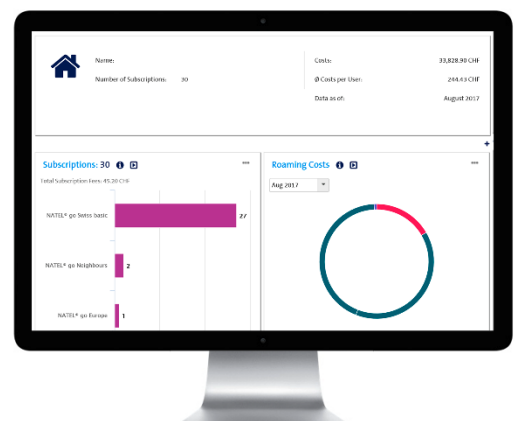 Name:
Number of Subscriptions: 30
Costs: 33,828.90 CHF
Ø Costs per User: 244.43 CHF
Data as of: August 2017
+
Subscriptions: 30
Total Subscription Fees: 45.20 CHF
NATEL® go Swiss basic 27
NATEL® go Neighbours 2
NATEL® go Europe 1
Roaming Costs
Aug 2017